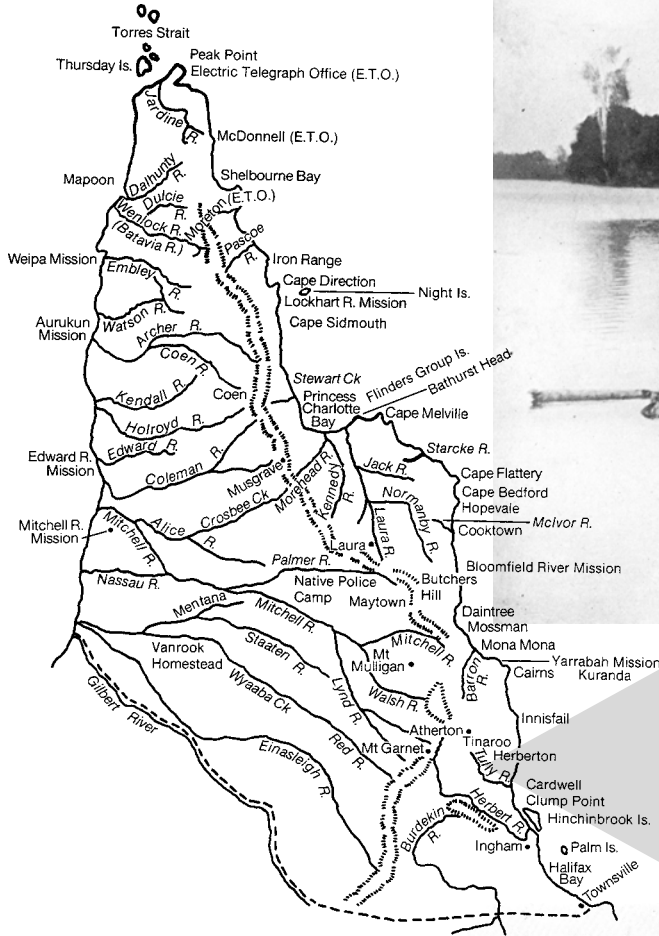 Torres Strait
Thursday Is.
Peak Point
Electric Telegraph Office (E.T.O.)
Jardine R.
McDonnell (E.T.O.)
Mapoon
Dalhunty R.
Shelbourne Bay
Dulcie R.
Moreton (E.T.O.)
Wenlock R.
(Batavia R.)
Pascoe R.
Weipa Mission
Embley R.
Iron Range
Cape Direction
Night Is.
Lockhart R. Mission
Watson R.
Cape Sidmouth
Aurukun
Mission
Archer R.
Coen R.
Stewart Ck
Flinders Group Is.
Bathurst Head
Kendall R.
Coen
Princess
Charlotte
Bay
Cape Melville
Holroyd R.
Edward R.
Starcke R.
Edward R.
Mission
Coleman R.
Musgrave
Morehead R.
Kennedy R.
Jack R.
Cape Flattery
Crosbee Ck
Normanby R.
Cape Bedford
Hopevale
McIvor R.
Mitchell R.
Mission
Mitchell R.
Alice R.
Laura
Laura R.
Cooktown
Palmer R.
Bloomfield River Mission
Nassau R.
Native Police
Camp
Maytown
Butchers
Hill
Mentana
Mitchell R.
Daintree
Mossman
Vanrook
Homestead
Staaten R.
Mt
Mulligan
Mitchell R.
Mona Mona
Barron R.
Yarrabah Mission
Kuranda
Cairns
Gilbert River
Wyaaba Ck
Lynd R.
Walsh R.
Innisfail
Atherton
Tinaroo
Einasleigh R.
Red R.
Mt Garnet
Herberton
Tully R.
Cardwell
Clump Point
Hinchinbrook Is.
Burdekin R.
Herbert R.
Ingham
Palm Is.
Halifax
Bay
Townsville